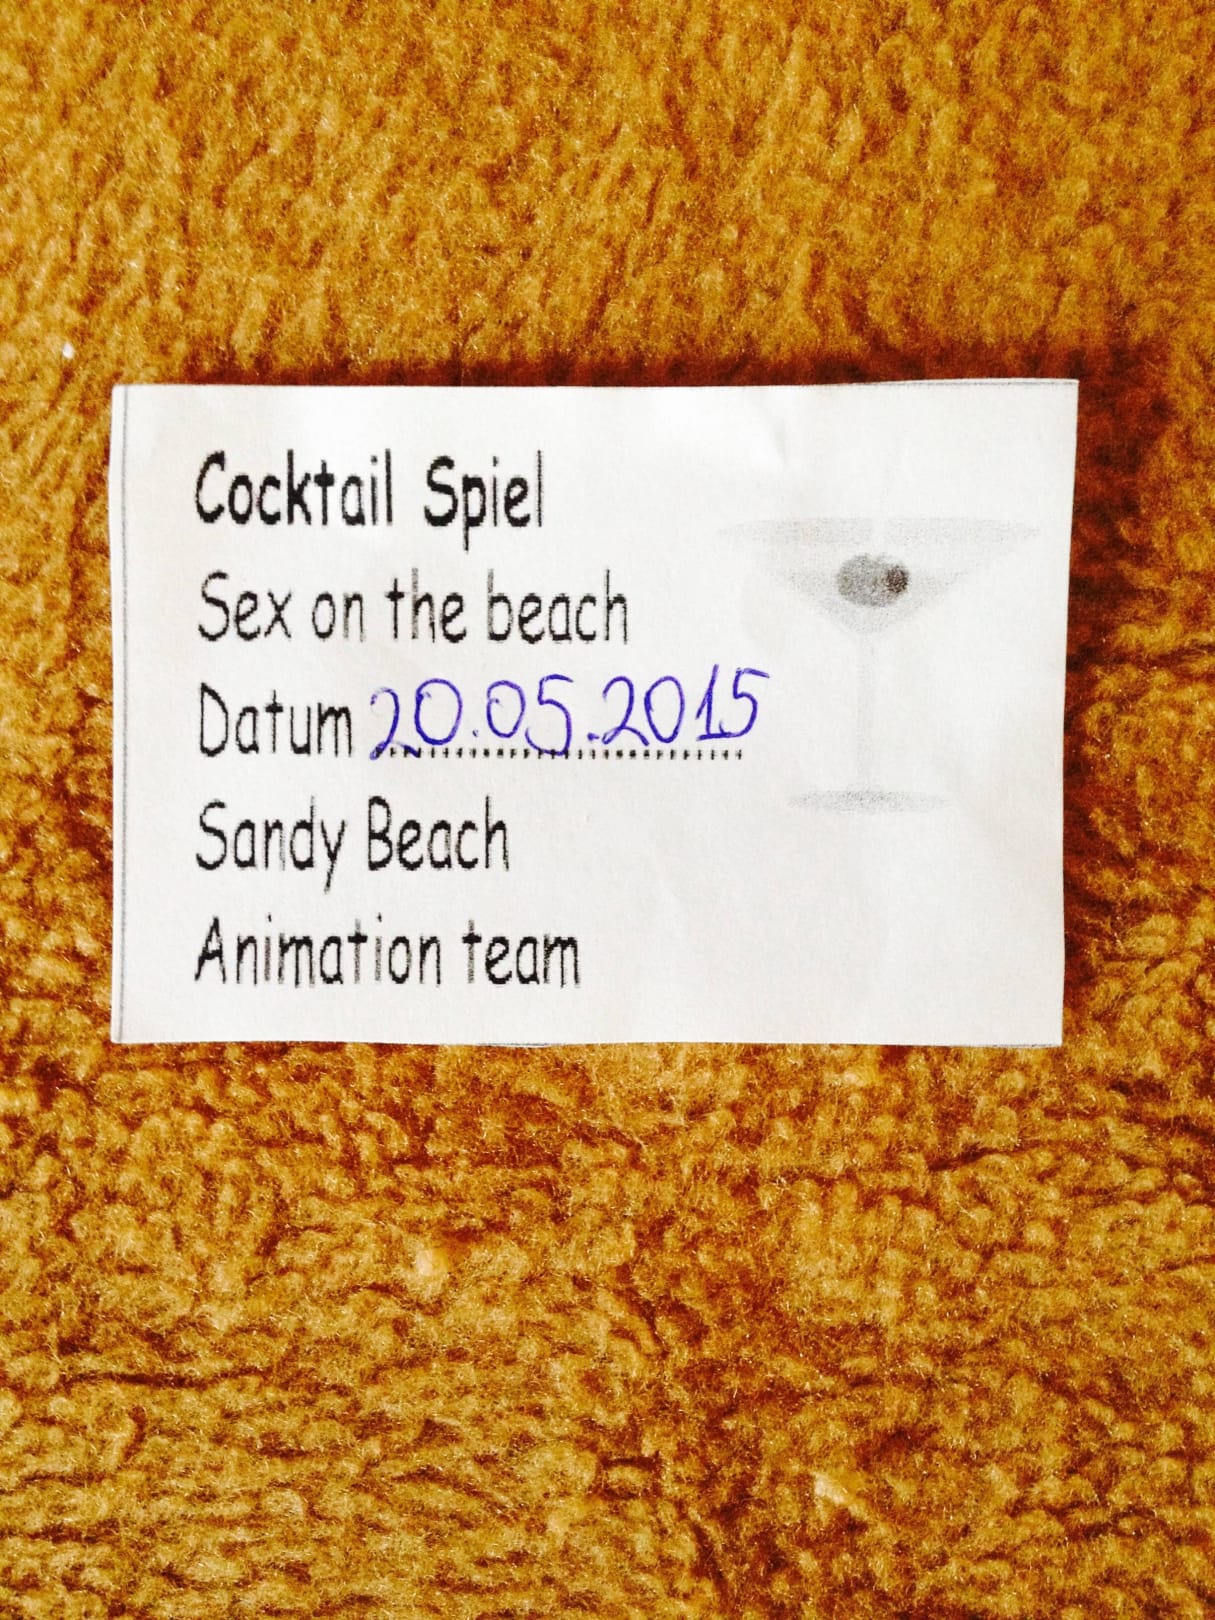 Cocktail Spiel
Sex on the beach
Datum 20.05.2015
Sandy Beach
Animation team